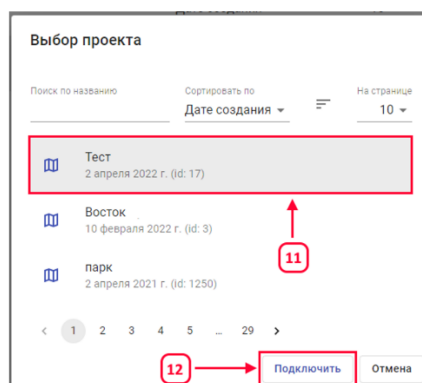 Выбор проекта
Поиск по названию
Сортировать по
На странице
Дате создания
10
Тест
2 апреля 2022 г. (id: 17)
Восток
10 февраля 2022 г. (id: 3)
11
парк
2 апреля 2021 г. (id: 1250)
< 1 2 3 4 5 ... 29 >
12
Подключить
Отмена